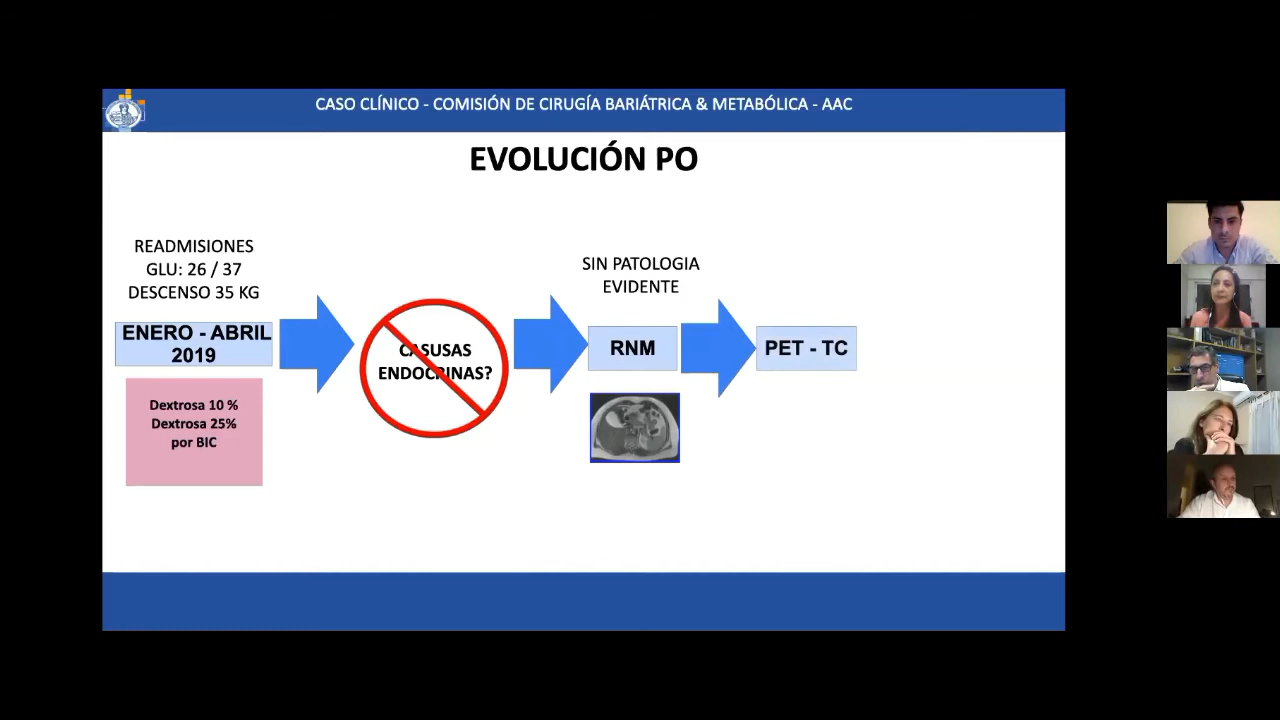 CASO CLÍNICO - COMISIÓN DE CIRUGÍA BARIÁTRICA & METABÓLICA - AAC
EVOLUCIÓN PO
READMISIONES
GLU: 26 / 37
DESCENSO 35 KG
ENERO - ABRIL
2019
Dextrosa 10 %
Dextrosa 25%
por BIC
CASUSAS
ENDOCRINAS?
SIN PATOLOGIA
EVIDENTE
RNM
PET - TC